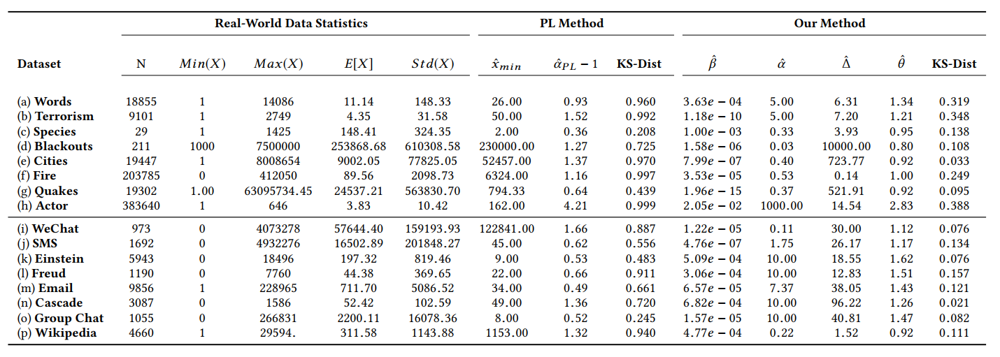 Real-World Data Statistics PL Method Our Method
Dataset N Min(X) Max(X) E[X] Std(X) x̂min α̂PL − 1 KS-Dist β̂ α̂ Δ̂ θ̂ KS-Dist
(a) Words 18855 1 14086 11.14 148.33 26.00 0.93 0.960 3.63e − 04 5.00 6.31 1.34 0.319
(b) Terrorism 9101 1 2749 4.35 31.58 50.00 1.52 0.992 1.18e − 10 5.00 7.20 1.21 0.348
(c) Species 29 1 1425 148.41 324.35 2.00 0.36 0.208 1.00e − 03 0.33 3.93 0.95 0.138
(d) Blackouts 211 1000 7500000 253868.68 610308.58 230000.00 1.27 0.725 1.58e − 06 0.03 10000.00 0.80 0.108
(e) Cities 19447 1 8008654 9002.05 77825.05 52457.00 1.37 0.970 7.99e − 07 0.40 723.77 0.92 0.033
(f) Fire 203785 0 412050 89.56 2098.73 6324.00 1.16 0.997 3.53e − 05 0.53 0.14 1.00 0.249
(g) Quakes 19302 1.00 63095734.45 24537.21 563830.70 794.33 0.64 0.439 1.96e − 15 0.37 521.91 0.92 0.095
(h) Actor 383640 1 646 3.83 10.42 162.00 4.21 0.999 2.05e − 02 1000.00 14.54 2.83 0.388
(i) WeChat 973 0 4073278 57644.40 159193.93 122841.00 1.66 0.887 1.22e − 05 0.11 30.00 1.12 0.076
(j) SMS 1692 0 4932276 16502.89 201848.27 45.00 0.62 0.556 4.76e − 07 1.75 26.17 1.17 0.134
(k) Einstein 5943 0 18496 197.32 819.46 9.00 0.53 0.483 5.09e − 04 10.00 18.55 1.62 0.076
(l) Freud 1190 0 7760 44.38 369.65 22.00 0.66 0.911 3.06e − 04 10.00 12.83 1.51 0.157
(m) Email 9856 1 228965 711.70 5086.52 34.00 0.49 0.661 6.57e − 05 7.37 38.05 1.43 0.121
(n) Cascade 3087 0 1586 52.42 102.59 49.00 1.36 0.720 6.82e − 04 10.00 96.22 1.26 0.021
(o) Group Chat 1055 0 266831 2200.11 16078.36 8.00 0.52 0.245 1.57e − 05 10.00 40.81 1.47 0.082
(p) Wikipedia 4660 1 29594. 311.58 1143.88 1153.00 1.32 0.940 4.77e − 04 0.22 1.52 0.92 0.111